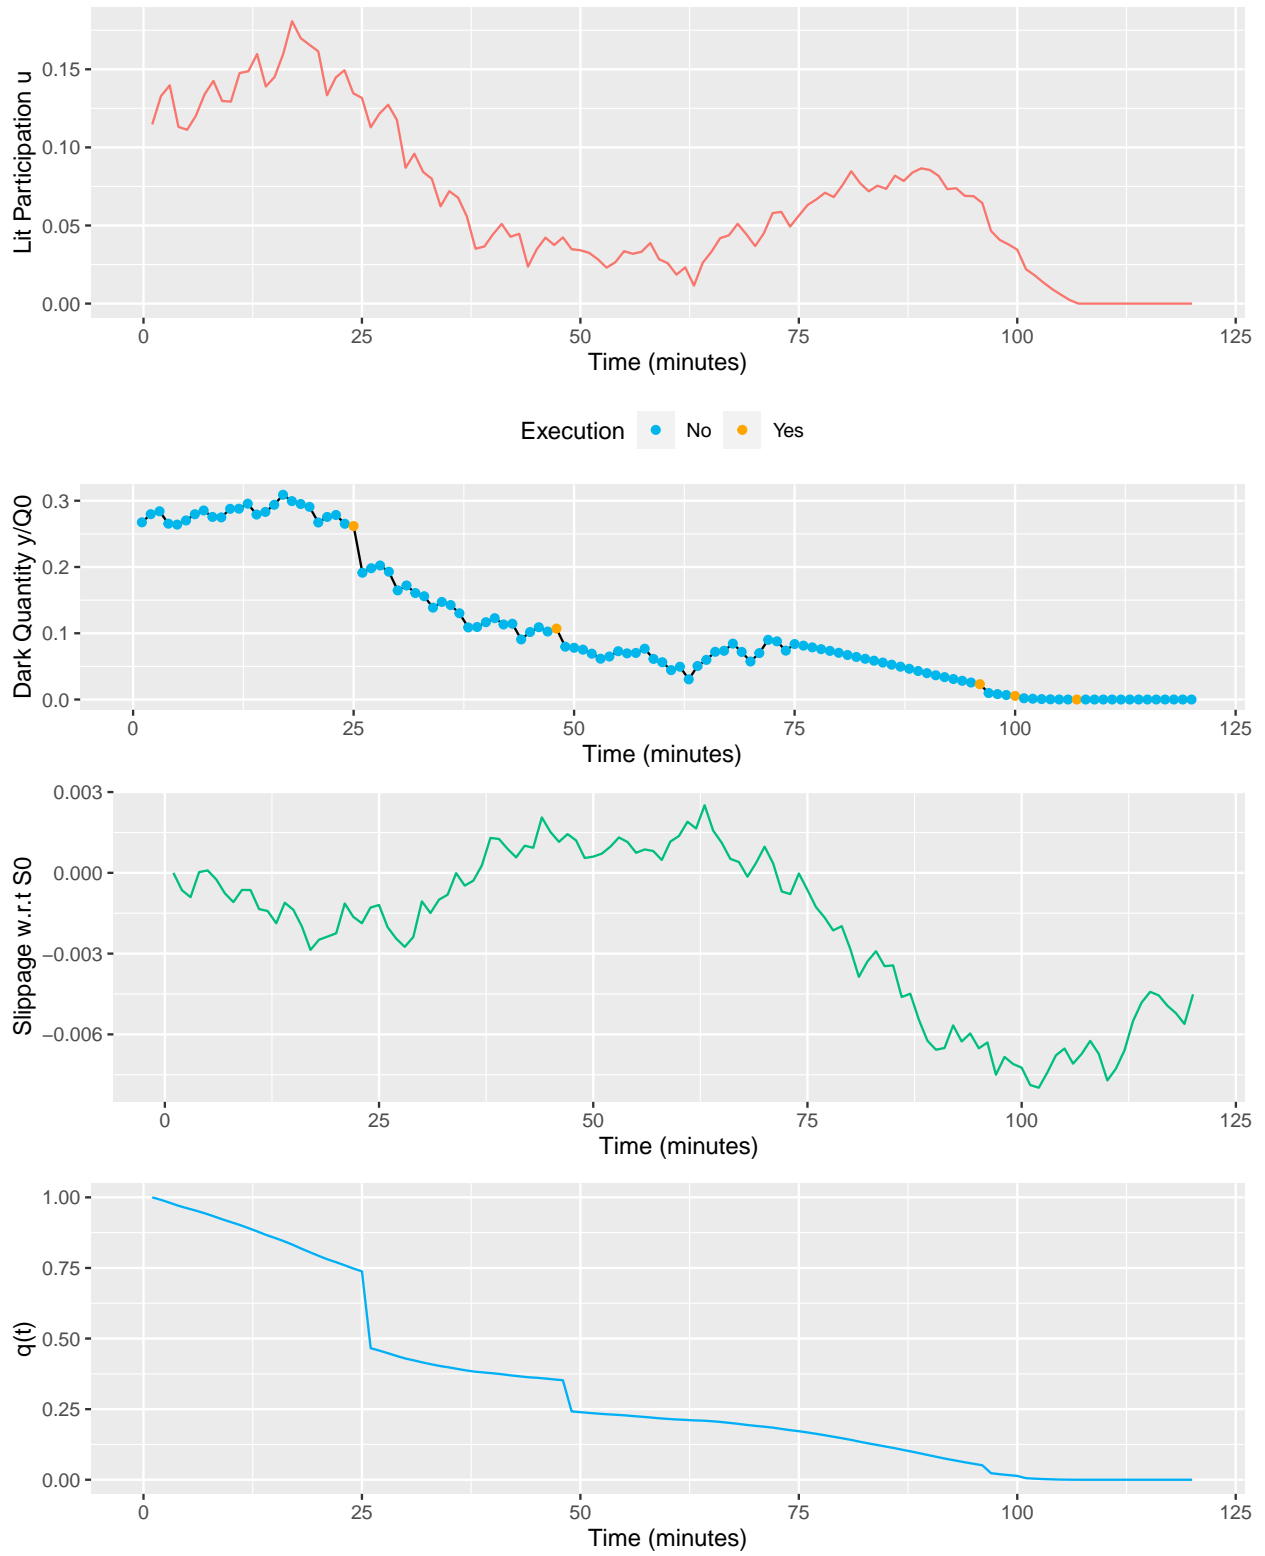 Lit Participation u
0.15
0.10
0.05
0.00
0 25 50 75 100 125
Time (minutes)
Execution No Yes
Dark Quantity y/Q0
0.3
0.2
0.1
0.0
0 25 50 75 100 125
Time (minutes)
Slippage w.r.t S0
0.003
0.000
−0.003
−0.006
0 25 50 75 100 125
Time (minutes)
q(t)
1.00
0.75
0.50
0.25
0.00
0 25 50 75 100 125
Time (minutes)